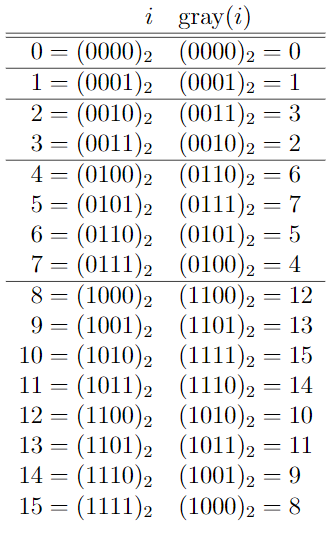 i gray(i)
0 = (0000)₂ (0000)₂ = 0
1 = (0001)₂ (0001)₂ = 1
2 = (0010)₂ (0011)₂ = 3
3 = (0011)₂ (0010)₂ = 2
4 = (0100)₂ (0110)₂ = 6
5 = (0101)₂ (0111)₂ = 7
6 = (0110)₂ (0101)₂ = 5
7 = (0111)₂ (0100)₂ = 4
8 = (1000)₂ (1100)₂ = 12
9 = (1001)₂ (1101)₂ = 13
10 = (1010)₂ (1111)₂ = 15
11 = (1011)₂ (1110)₂ = 14
12 = (1100)₂ (1010)₂ = 10
13 = (1101)₂ (1011)₂ = 11
14 = (1110)₂ (1001)₂ = 9
15 = (1111)₂ (1000)₂ = 8